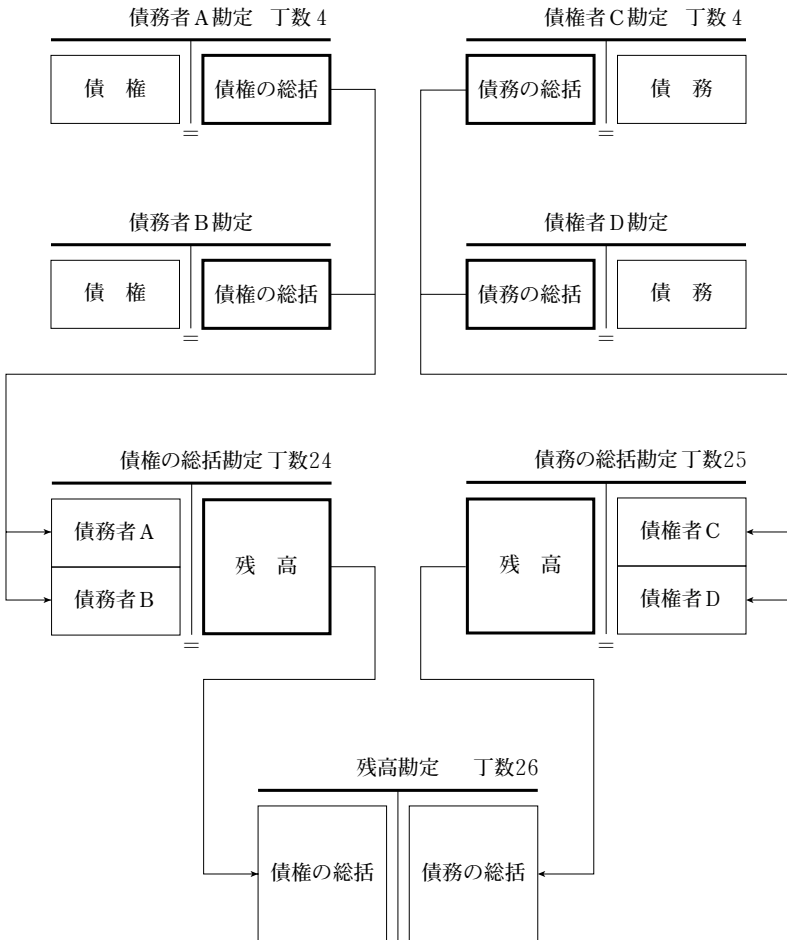 債務者A勘定　丁数4
債権者C勘定　丁数4
債　権
債権の総括
債務の総括
債　務
=
=
債務者B勘定
債権者D勘定
債　権
債権の総括
債務の総括
債　務
=
=
債権の総括勘定 丁数24
債務の総括勘定 丁数25
債務者A
残　高
残　高
債権者C
債務者B
債権者D
=
=
残高勘定　　丁数26
債権の総括
債務の総括